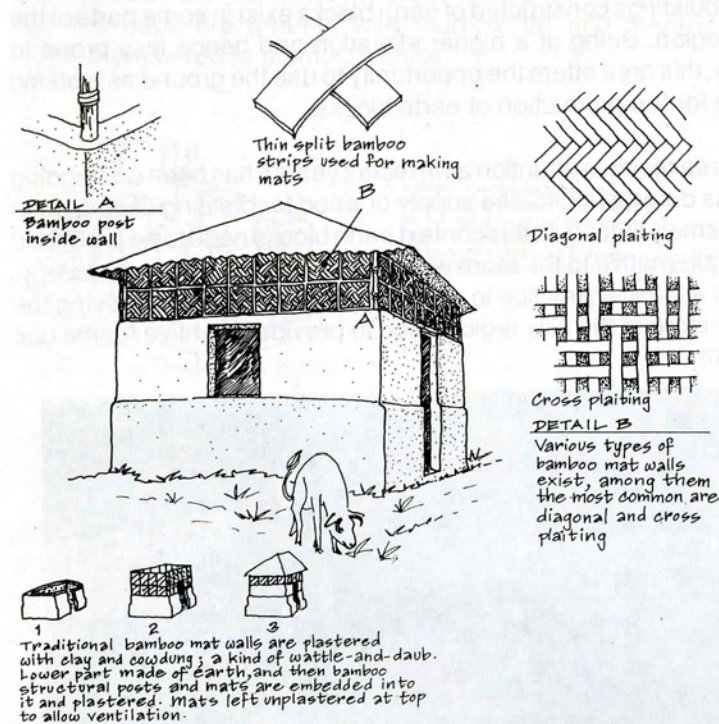 DETAIL A
Bamboo post
inside wall
Thin split bamboo
strips used for making
mats
B
Diagonal plaiting
Cross plaiting
DETAIL B
Various types of
bamboo mat walls
exist, among them
the most common are
diagonal and cross
plaiting
1 2 3
Traditional bamboo mat walls are plastered
with clay and cowdung; a kind of wattle-and-daub.
Lower part made of earth, and then bamboo
structural posts and mats are embedded into
it and plastered. Mats left unplastered at top
to allow ventilation.